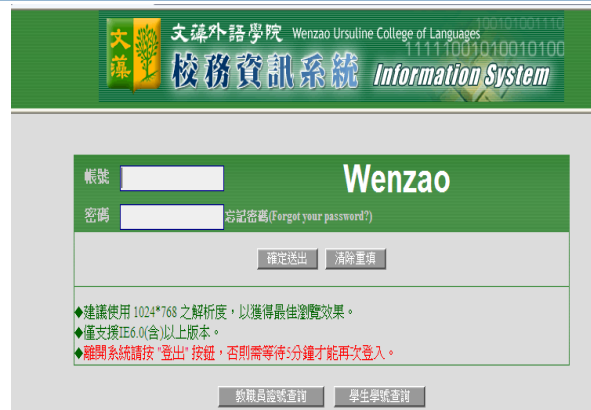 文藻
文藻外語學院 Wenzao Ursuline College of Languages
100101001110
11111001010010100
校務資訊系統 Information System
帳號
Wenzao
密碼
忘記密碼(Forgot your password?)
確定送出 清除重填
◆建議使用 1024*768 之解析度，以獲得最佳瀏覽效果。
◆僅支援IE6.0(含)以上版本。
◆離開系統請按 "登出" 按鈕，否則需等待5分鐘才能再次登入。
教職員證號查詢 學生學號查詢